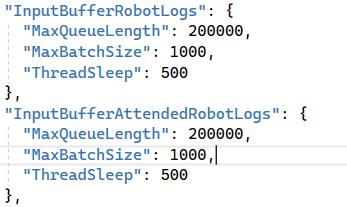 "InputBufferRobotLogs": {
"MaxQueueLength": 200000,
"MaxBatchSize": 1000,
"ThreadSleep": 500
},
"InputBufferAttendedRobotLogs": {
"MaxQueueLength": 200000,
"MaxBatchSize": 1000,
"ThreadSleep": 500
},